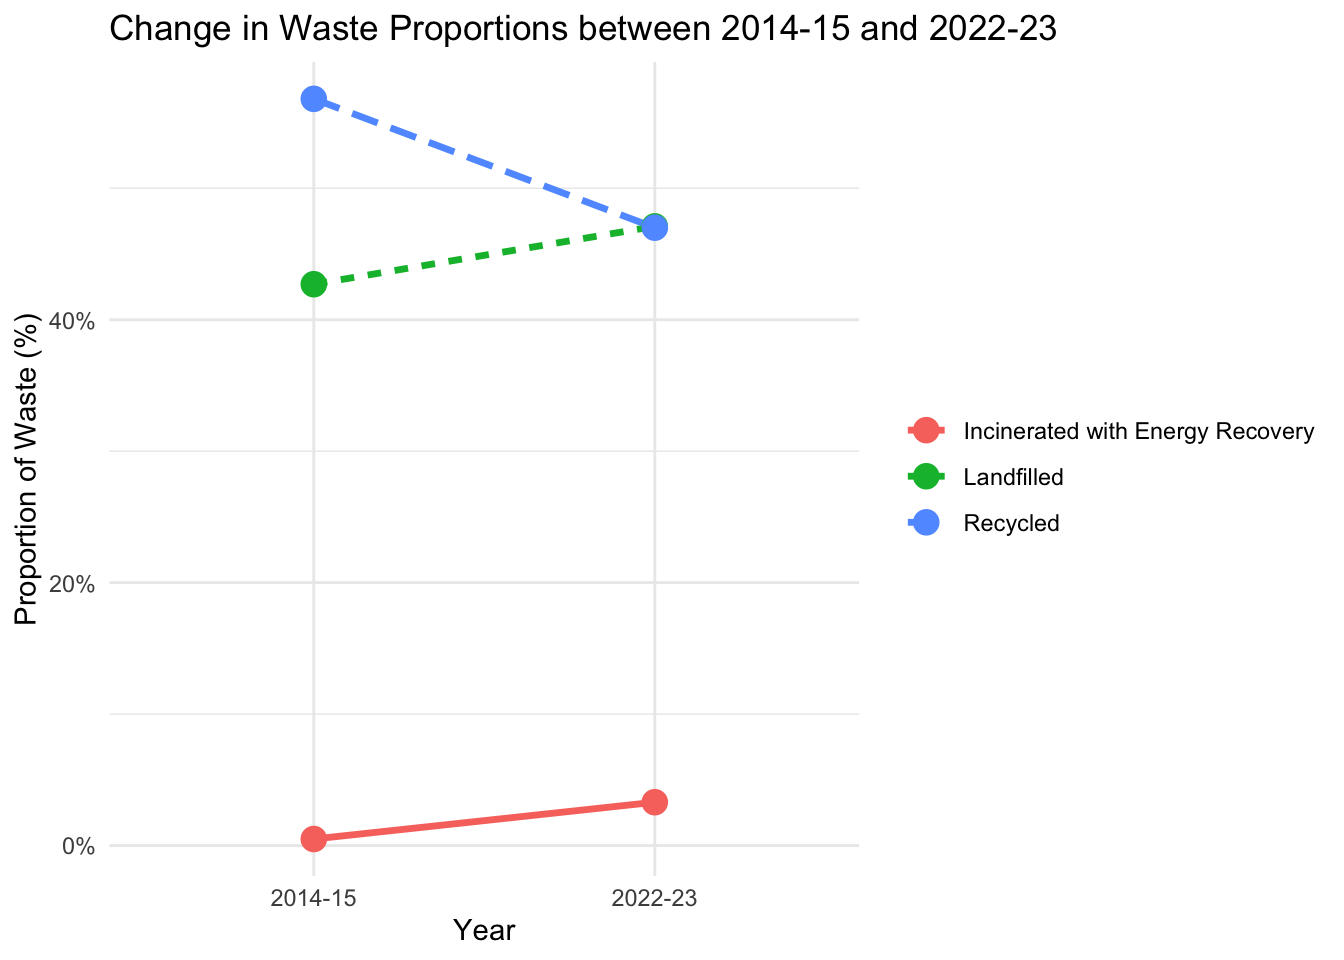 Change in Waste Proportions between 2014-15 and 2022-23
Proportion of Waste (%)
40%
20%
0%
2014-15
2022-23
Year
Incinerated with Energy Recovery
Landfilled
Recycled